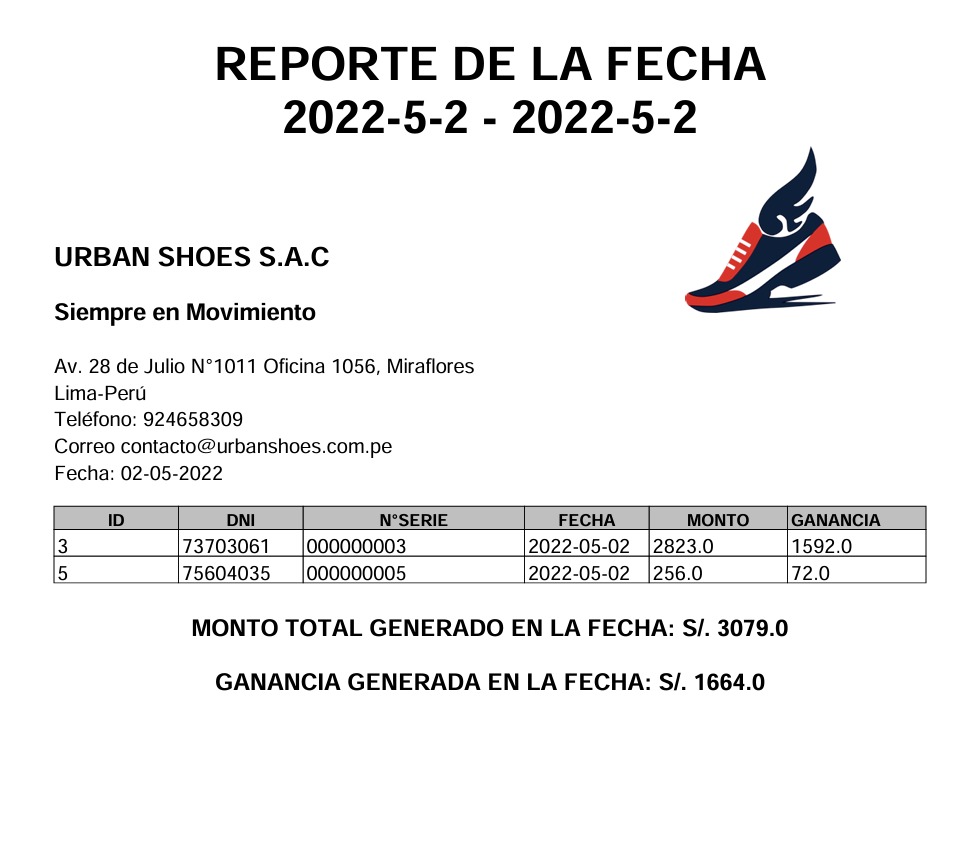 REPORTE DE LA FECHA
2022-5-2 - 2022-5-2
URBAN SHOES S.A.C
Siempre en Movimiento
Av. 28 de Julio N°1011 Oficina 1056, Miraflores
Lima-Perú
Teléfono: 924658309
Correo contacto@urbanshoes.com.pe
Fecha: 02-05-2022
ID DNI N°SERIE FECHA MONTO GANANCIA
3 73703061 000000003 2022-05-02 2823.0 1592.0
5 75604035 000000005 2022-05-02 256.0 72.0
MONTO TOTAL GENERADO EN LA FECHA: S/. 3079.0
GANANCIA GENERADA EN LA FECHA: S/. 1664.0